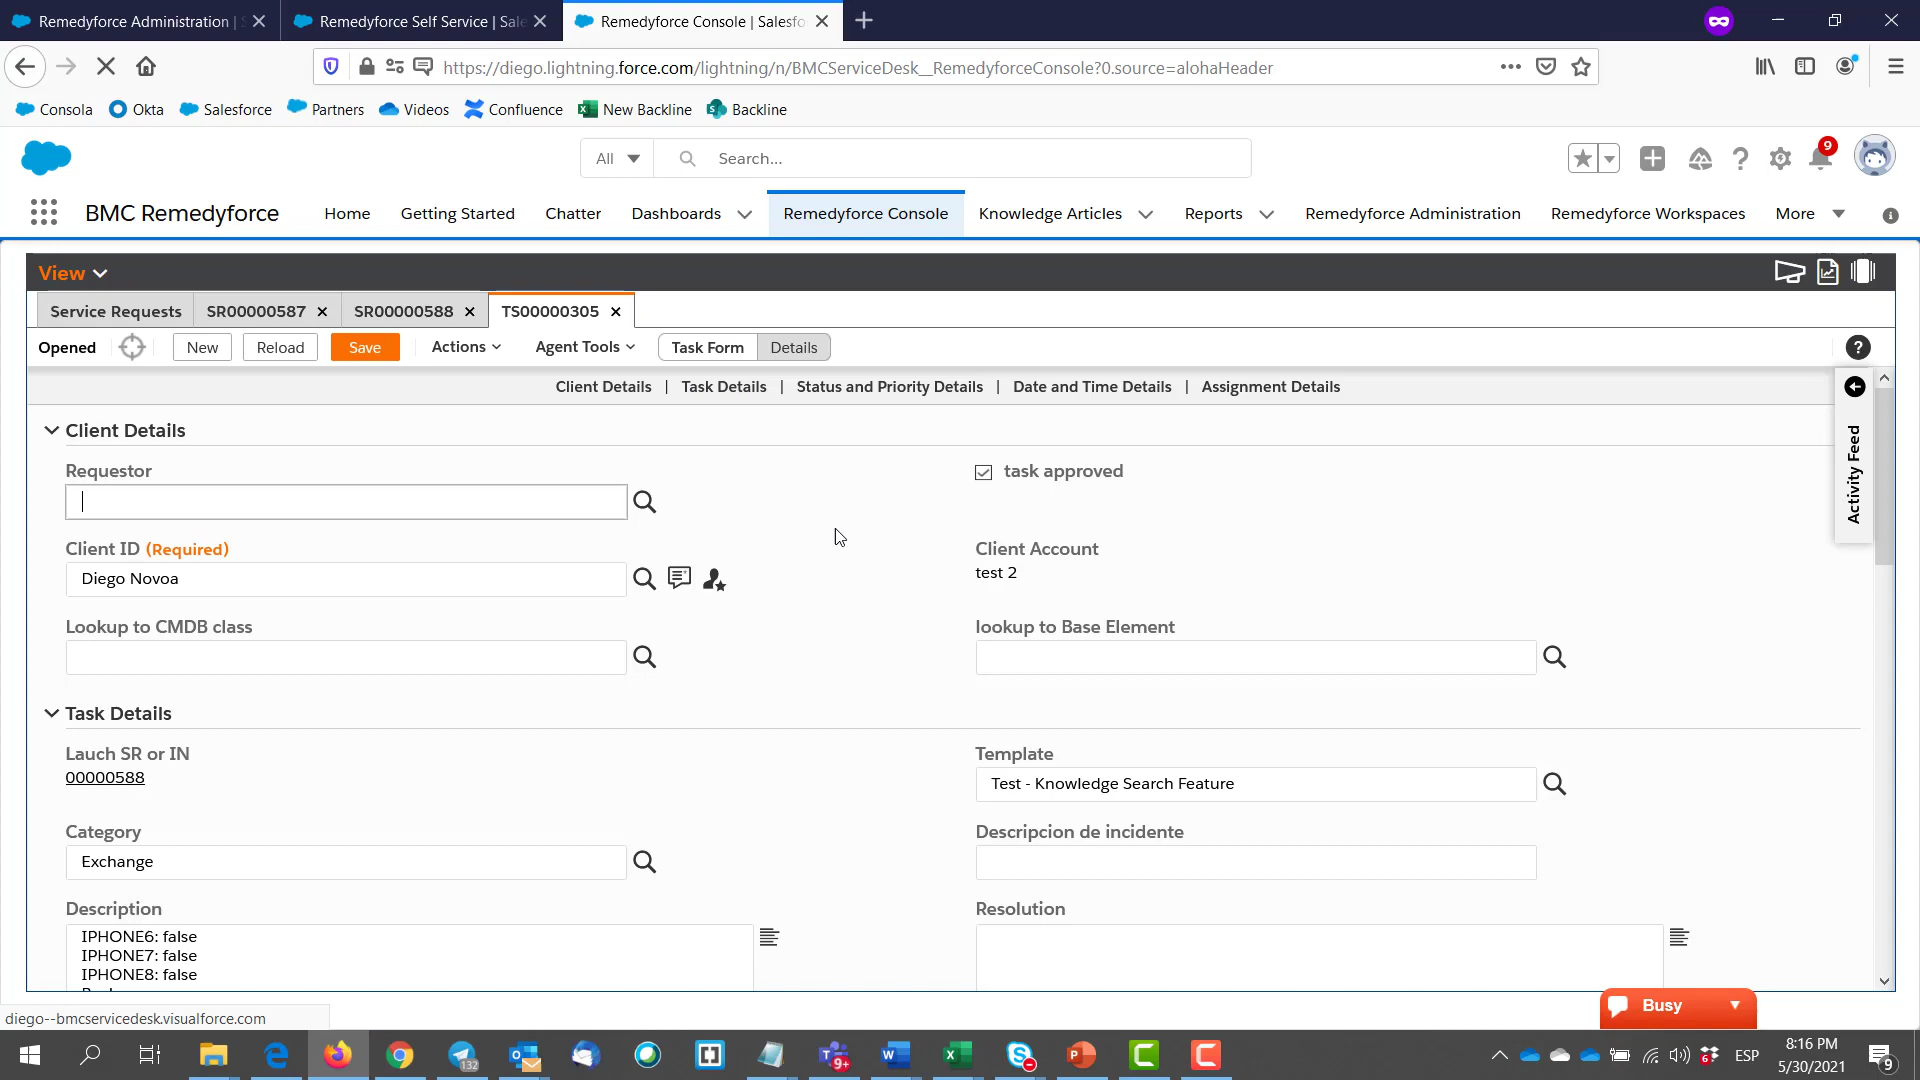 Remedyforce Administration | S
Remedyforce Self Service | Sale
Remedyforce Console | Salesfo
https://diego.lightning.force.com/lightning/n/BMCServiceDesk__RemedyforceConsole?0.source=alohaHeader
Consola
Okta
Salesforce
Partners
Videos
Confluence
New Backline
Backline
All
Search...
9
BMC Remedyforce
Home
Getting Started
Chatter
Dashboards
Remedyforce Console
Knowledge Articles
Reports
Remedyforce Administration
Remedyforce Workspaces
More
View
Service Requests
SR00000587
SR00000588
TS00000305
Opened
New
Reload
Save
Actions
Agent Tools
Task Form
Details
?
Client Details | Task Details | Status and Priority Details | Date and Time Details | Assignment Details
Activity Feed
Client Details
Requestor
task approved
Client ID (Required)
Diego Novoa
Client Account
test 2
Lookup to CMDB class
lookup to Base Element
Task Details
Lauch SR or IN
00000588
Template
Test - Knowledge Search Feature
Category
Exchange
Descripcion de incidente
Description
IPHONE6: false
IPHONE7: false
IPHONE8: false
Resolution
Busy
diego--bmcservicedesk.visualforce.com
132
9+
6
ESP
8:16 PM
5/30/2021
9